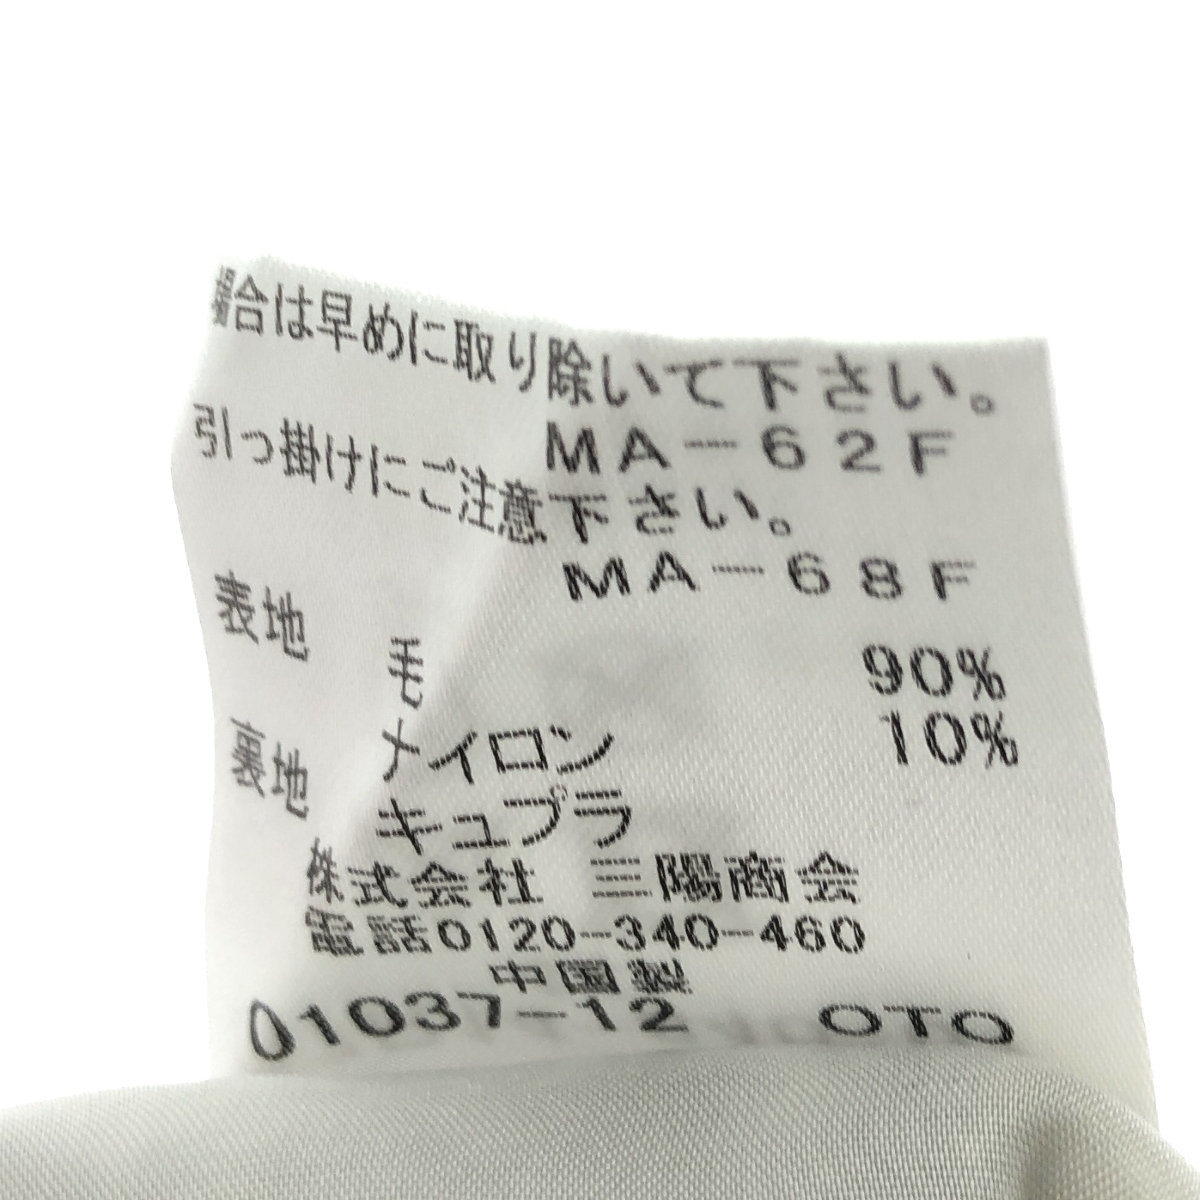 場合は早めに取り除いて下さい。
MA-62F
引っ掛けにご注意下さい。
MA-68F
表地 毛 90%
ナイロン 10%
裏地 キュプラ
株式会社 三陽商会
電話0120-340-460
中国製
01037-12 OTO